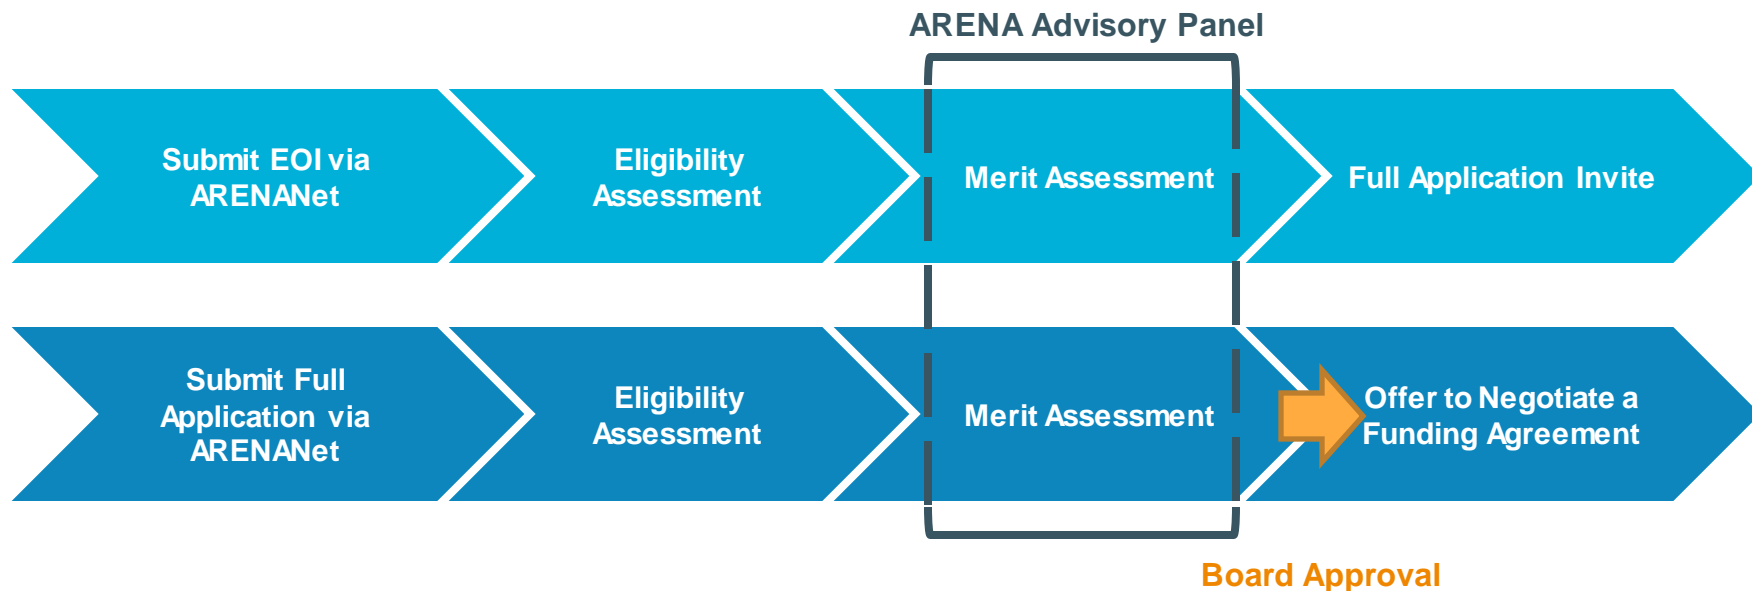 ARENA Advisory Panel
Submit EOI via
ARENANet
Eligibility
Assessment
Merit Assessment
Full Application Invite
Submit Full
Application via
ARENANet
Eligibility
Assessment
Merit Assessment
Offer to Negotiate a
Funding Agreement
Board Approval